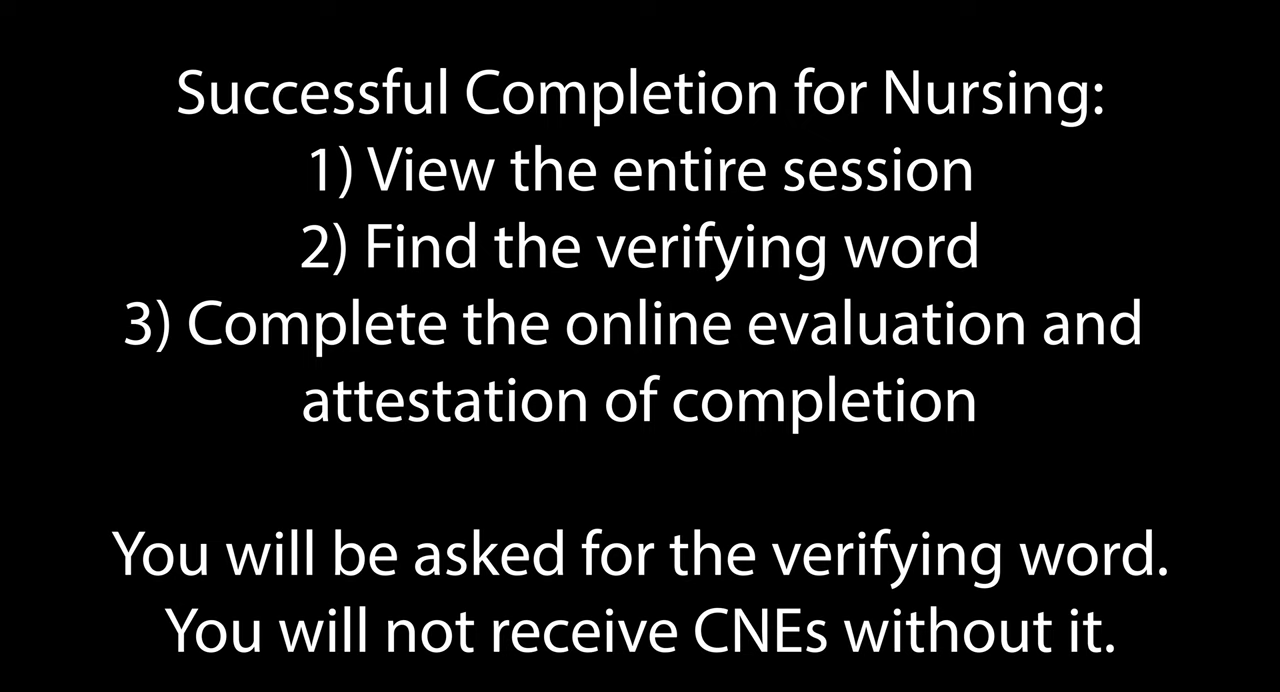 Successful Completion for Nursing:
1) View the entire session
2) Find the verifying word
3) Complete the online evaluation and
attestation of completion
You will be asked for the verifying word.
You will not receive CNEs without it.